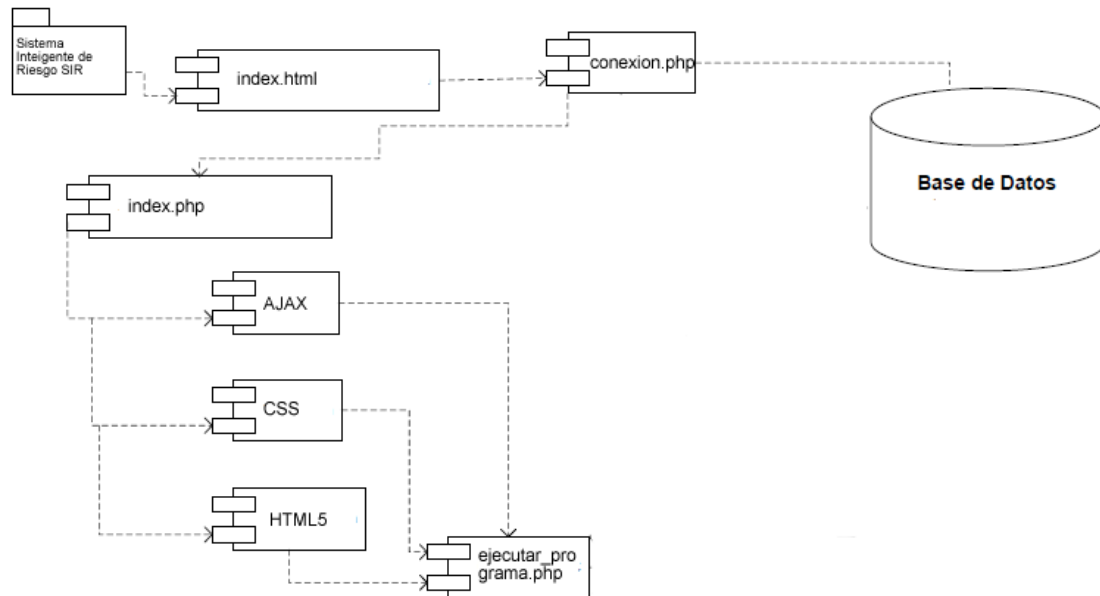 Sistema
Inteigente de
Riesgo SIR
index.html
conexion.php
Base de Datos
index.php
AJAX
CSS
HTML5
ejecutar_pro
grama.php